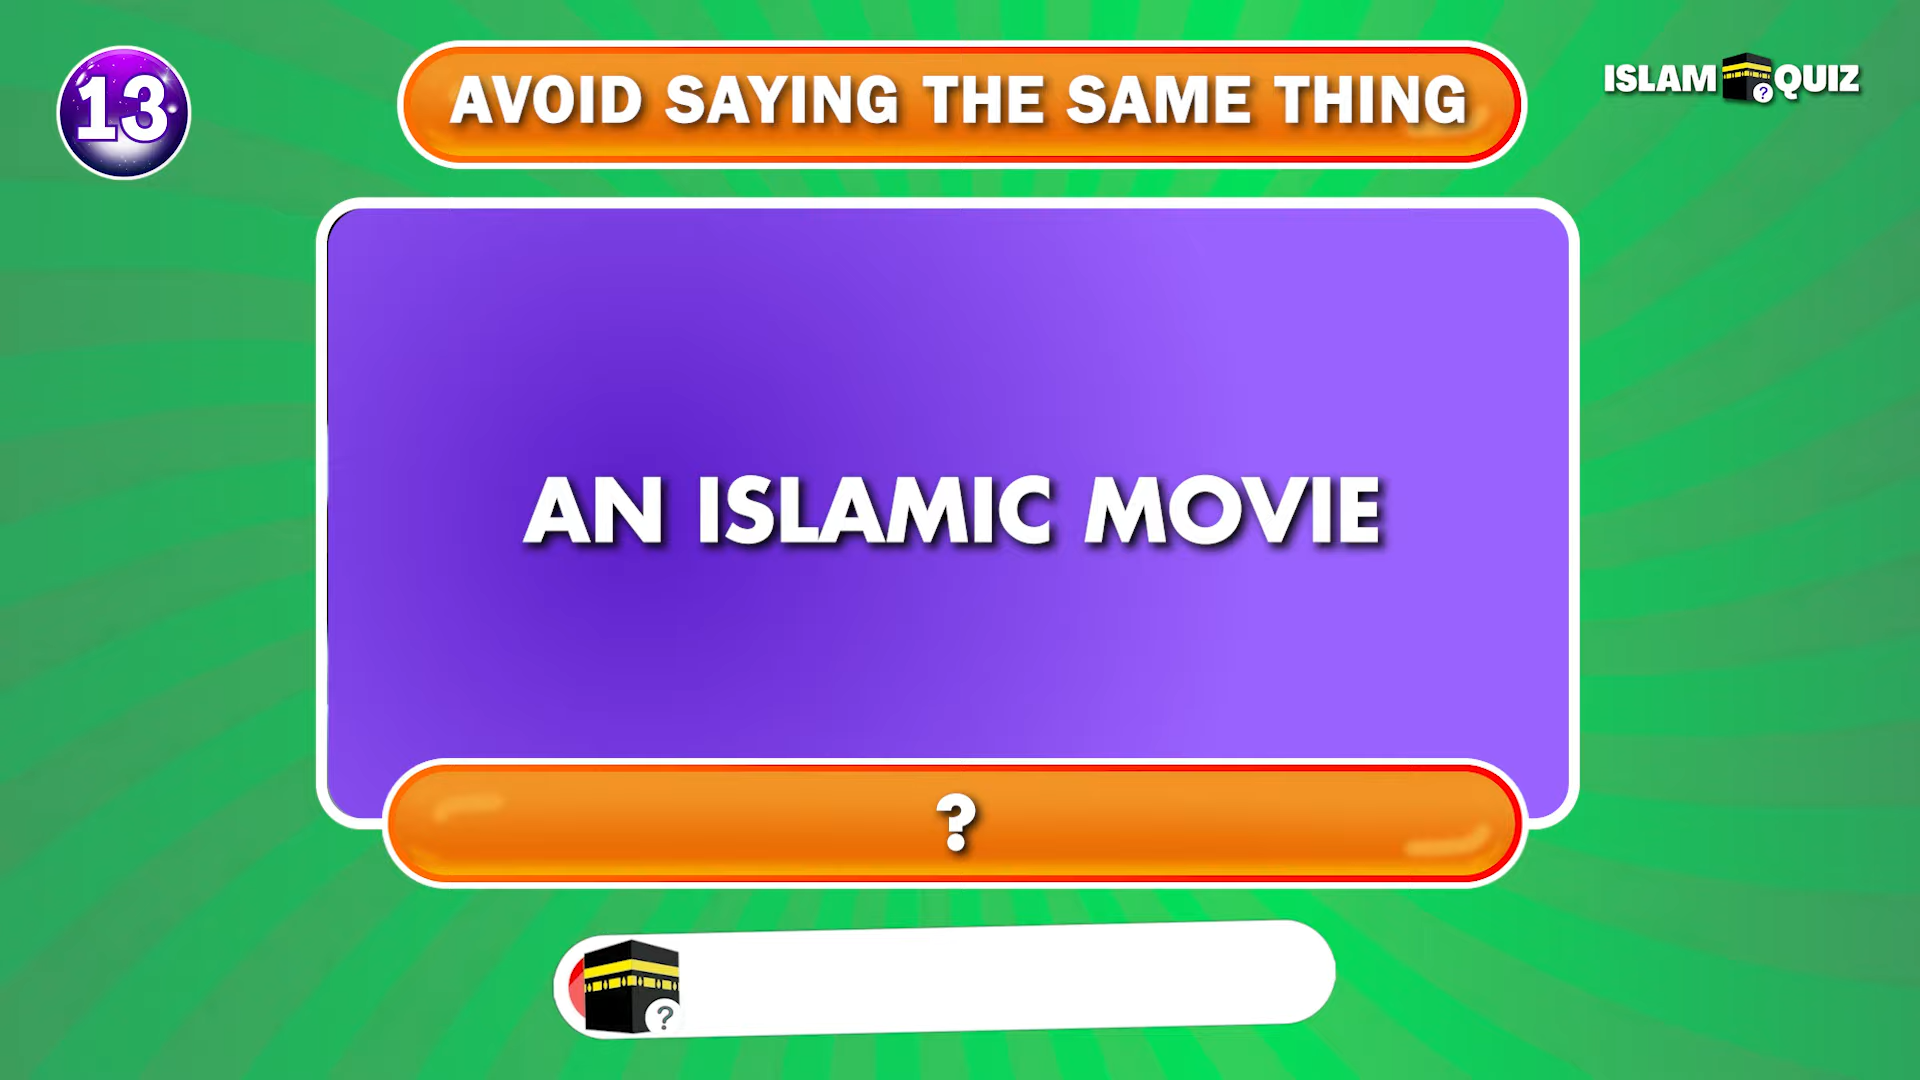 13
AVOID SAYING THE SAME THING
ISLAM ? QUIZ
AN ISLAMIC MOVIE
?
?